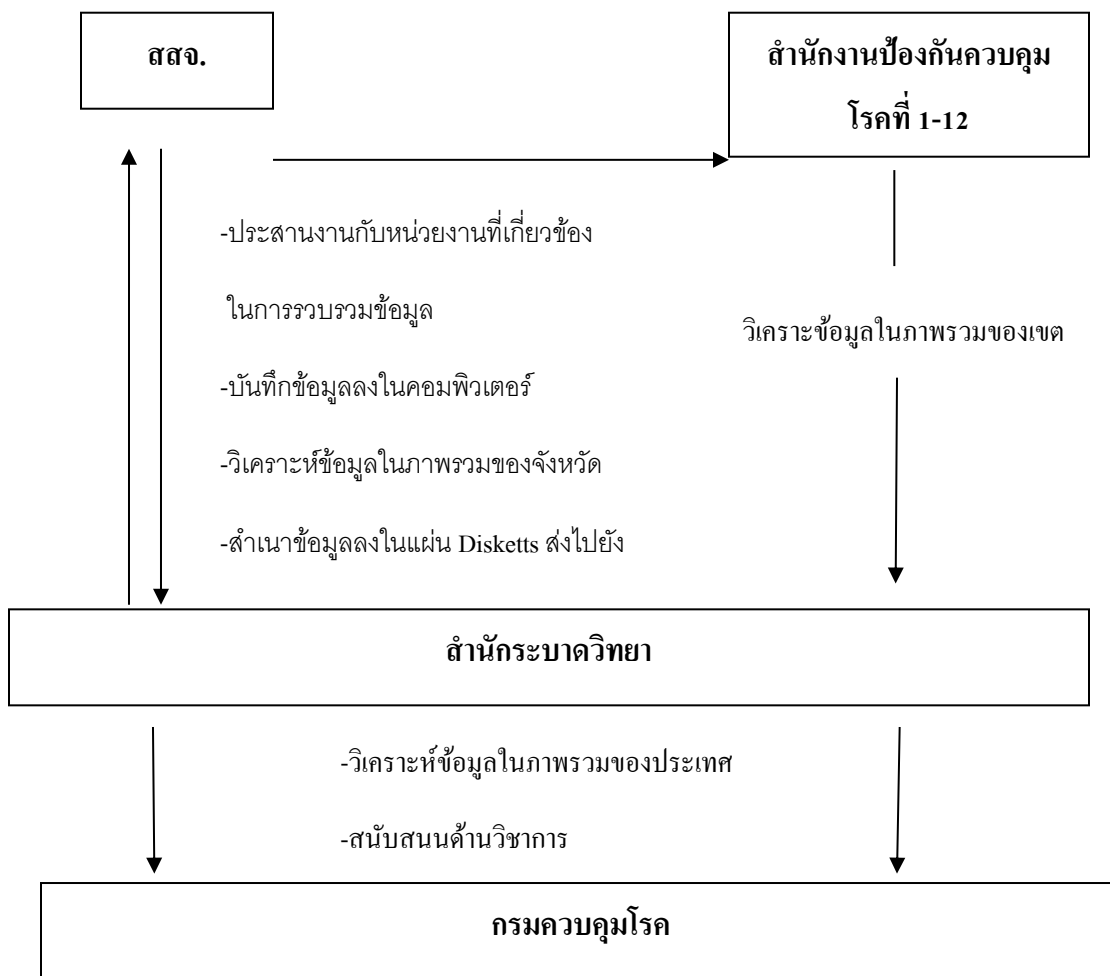 สสจ.
สำนักงานป้องกันควบคุม
โรคที่ 1-12
-ประสานงานกับหน่วยงานที่เกี่ยวข้อง
ในการรวบรวมข้อมูล
-บันทึกข้อมูลลงในคอมพิวเตอร์
-วิเคราะห์ข้อมูลในภาพรวมของจังหวัด
-สำเนาข้อมูลลงในแผ่น Disketts ส่งไปยัง
วิเคราะข้อมูลในภาพรวมของเขต
สำนักระบาดวิทยา
-วิเคราะห์ข้อมูลในภาพรวมของประเทศ
-สนับสนนด้านวิชาการ
กรมควบคุมโรค